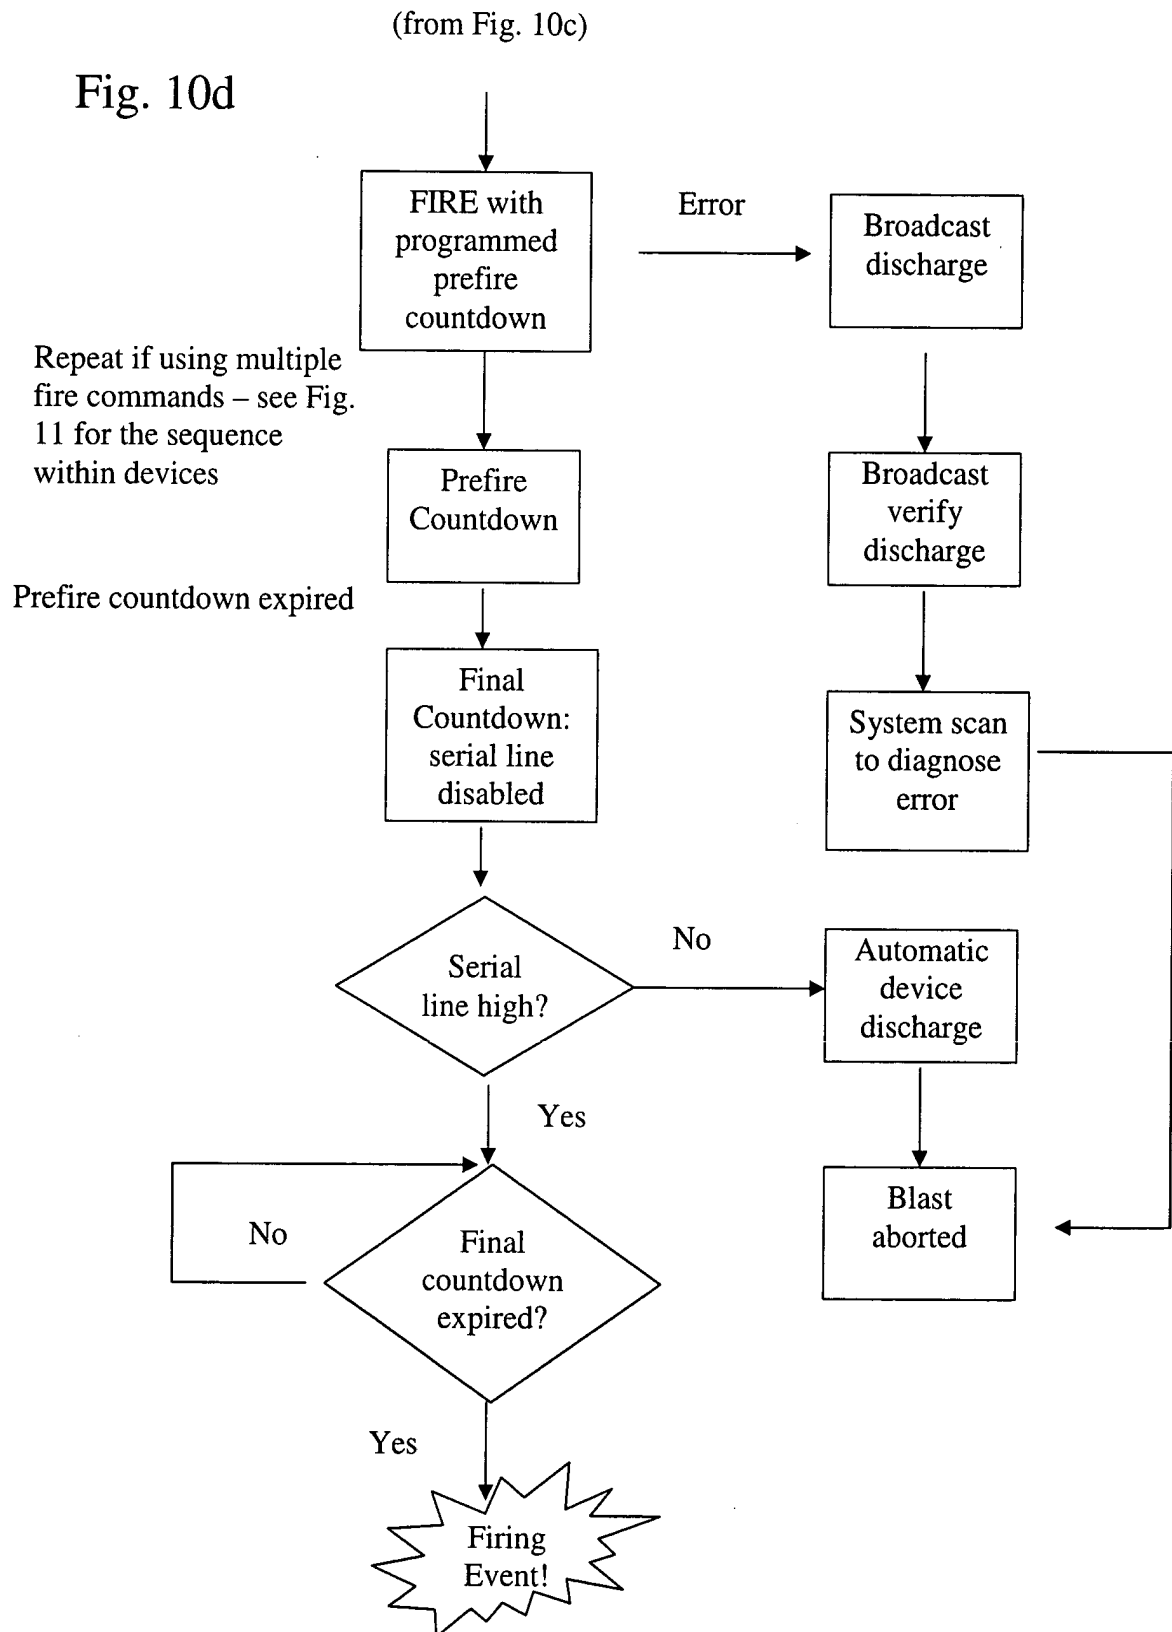 (from Fig. 10c)
Fig. 10d
FIRE with
programmed
prefire
countdown
Error
Broadcast
discharge
Repeat if using multiple
fire commands – see Fig.
11 for the sequence
within devices
Prefire
Countdown
Broadcast
verify
discharge
Prefire countdown expired
Final
Countdown:
serial line
disabled
System scan
to diagnose
error
Serial
line high?
No
Automatic
device
discharge
Yes
Blast
aborted
No
Final
countdown
expired?
Yes
Firing
Event!